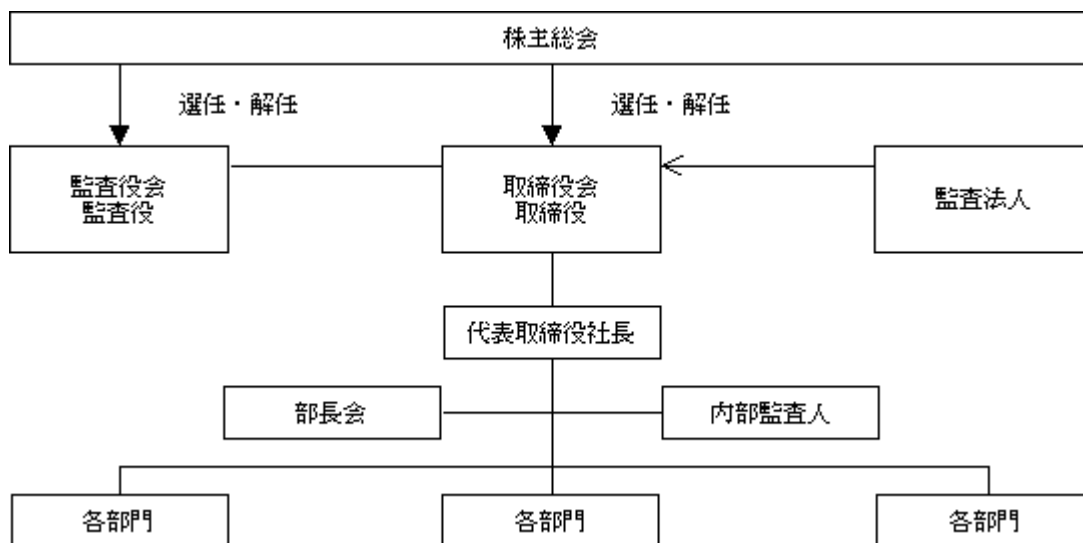 株主総会
選任・解任
選任・解任
監査役会
監査役
取締役会
取締役
監査法人
代表取締役社長
部長会
内部監査人
各部門
各部門
各部門